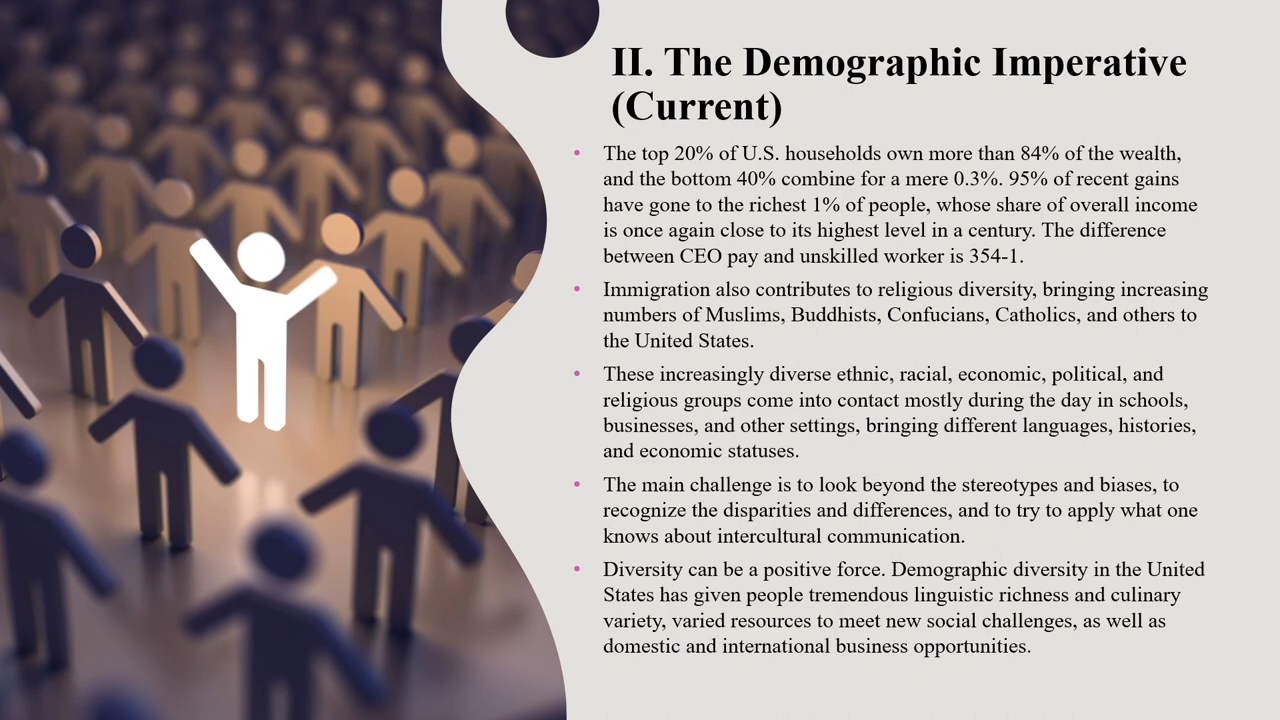 II. The Demographic Imperative
(Current)
• The top 20% of U.S. households own more than 84% of the wealth,
and the bottom 40% combine for a mere 0.3%. 95% of recent gains
have gone to the richest 1% of people, whose share of overall income
is once again close to its highest level in a century. The difference
between CEO pay and unskilled worker is 354-1.
• Immigration also contributes to religious diversity, bringing increasing
numbers of Muslims, Buddhists, Confucians, Catholics, and others to
the United States.
• These increasingly diverse ethnic, racial, economic, political, and
religious groups come into contact mostly during the day in schools,
businesses, and other settings, bringing different languages, histories,
and economic statuses.
• The main challenge is to look beyond the stereotypes and biases, to
recognize the disparities and differences, and to try to apply what one
knows about intercultural communication.
• Diversity can be a positive force. Demographic diversity in the United
States has given people tremendous linguistic richness and culinary
variety, varied resources to meet new social challenges, as well as
domestic and international business opportunities.